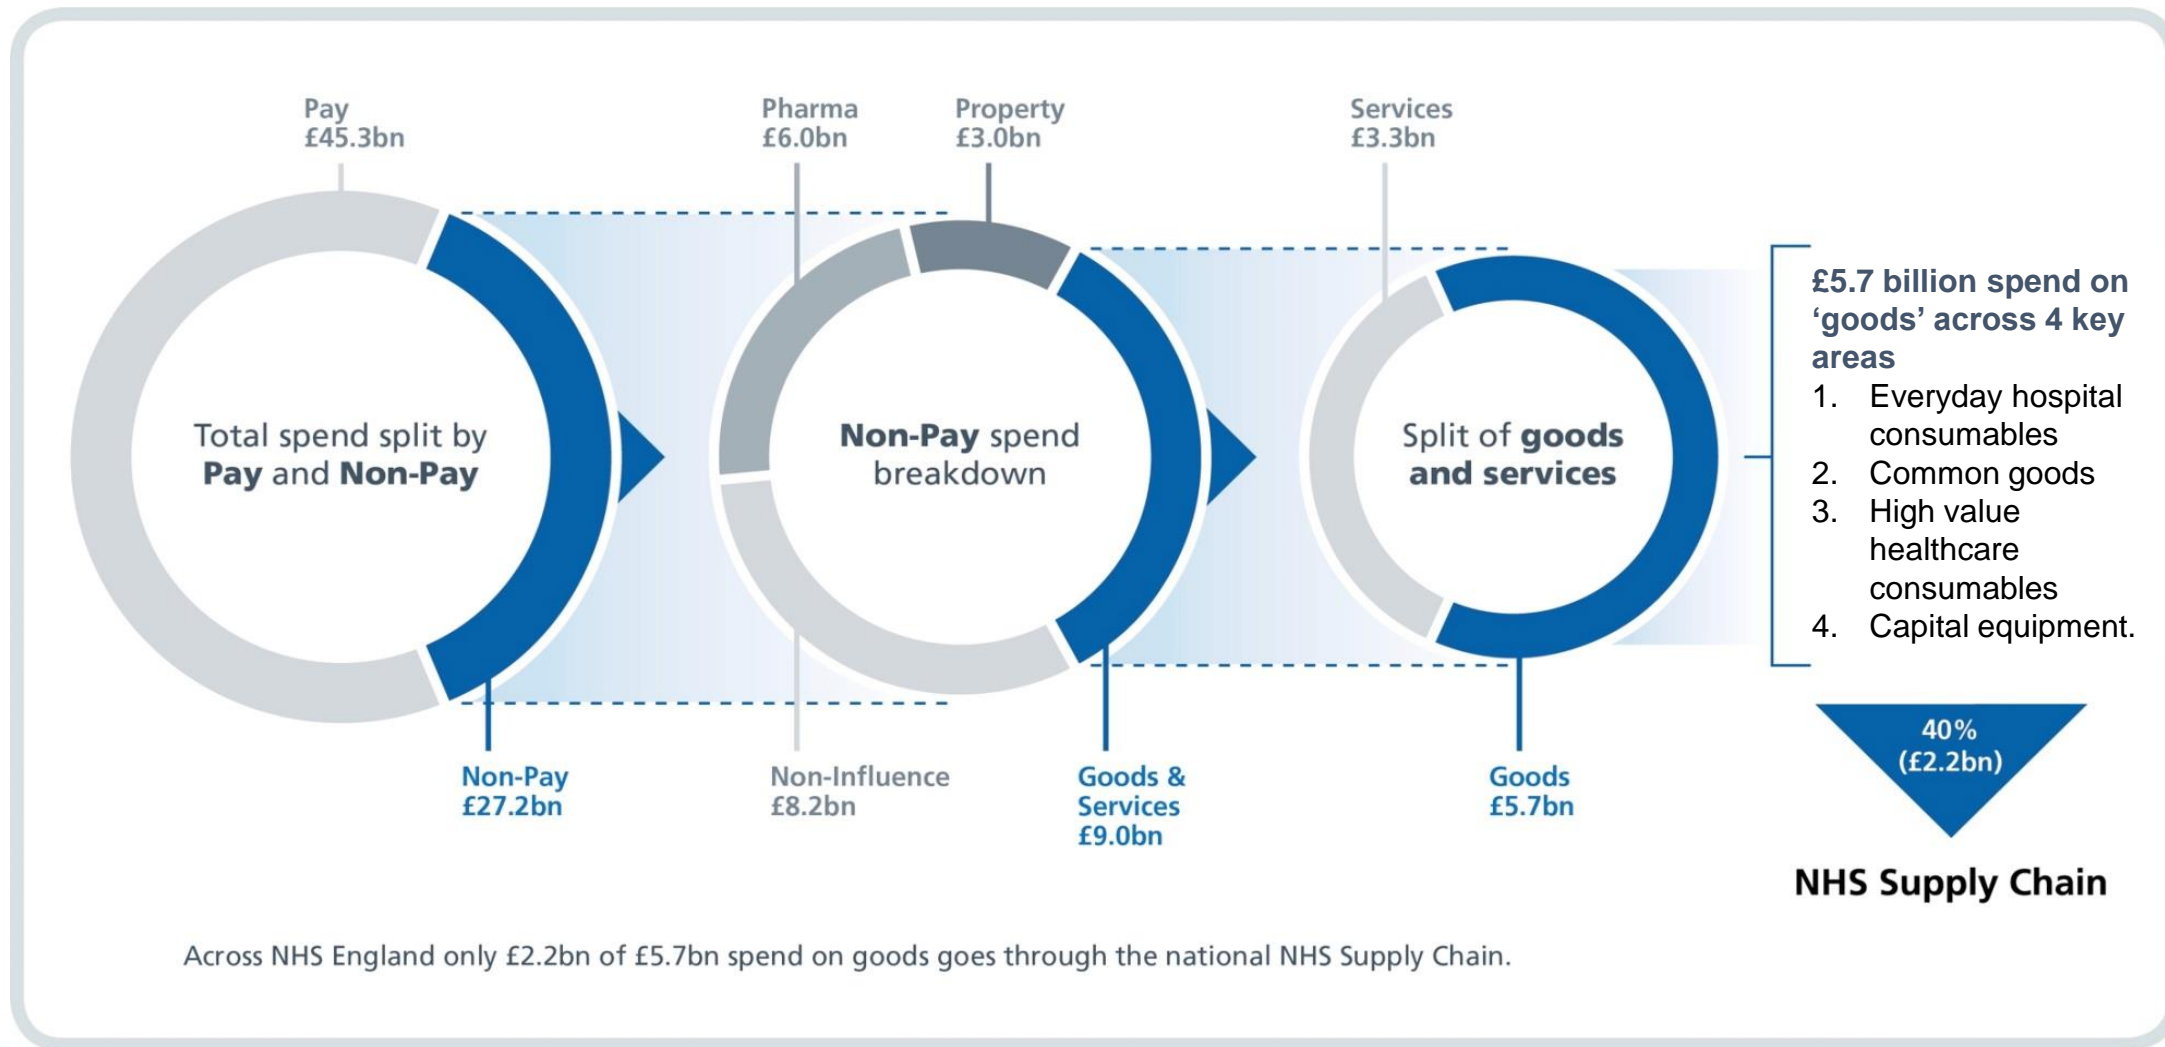 Pay
£45.3bn
Pharma
£6.0bn
Property
£3.0bn
Services
£3.3bn
Total spend split by
Pay and Non-Pay
Non-Pay spend
breakdown
Split of goods
and services
Non-Pay
£27.2bn
Non-Influence
£8.2bn
Goods &
Services
£9.0bn
Goods
£5.7bn
£5.7 billion spend on
‘goods’ across 4 key
areas
1. Everyday hospital
consumables
2. Common goods
3. High value
healthcare
consumables
4. Capital equipment.
40%
(£2.2bn)
NHS Supply Chain
Across NHS England only £2.2bn of £5.7bn spend on goods goes through the national NHS Supply Chain.